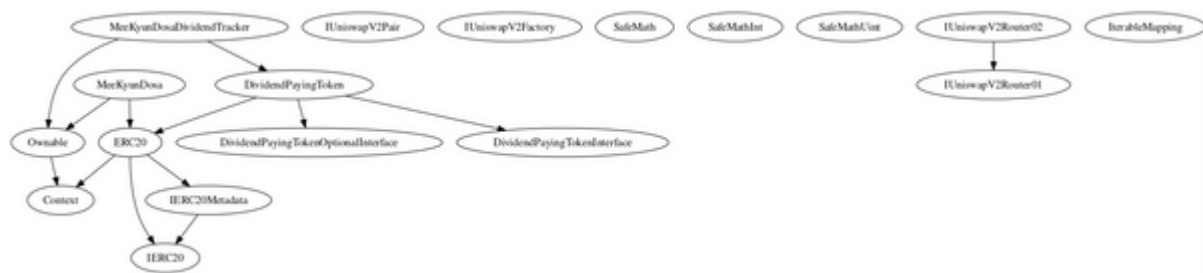 MeeKyunDosaDividendTracker IUniswapV2Pair IUniswapV2Factory SafeMath SafeMathInt SafeMathUint IUniswapV2Router02 IterableMapping
MeeKyunDosa DividendPayingToken IUniswapV2Router01
Ownable ERC20 DividendPayingTokenOptionalInterface DividendPayingTokenInterface
Context IERC20Metadata
IERC20